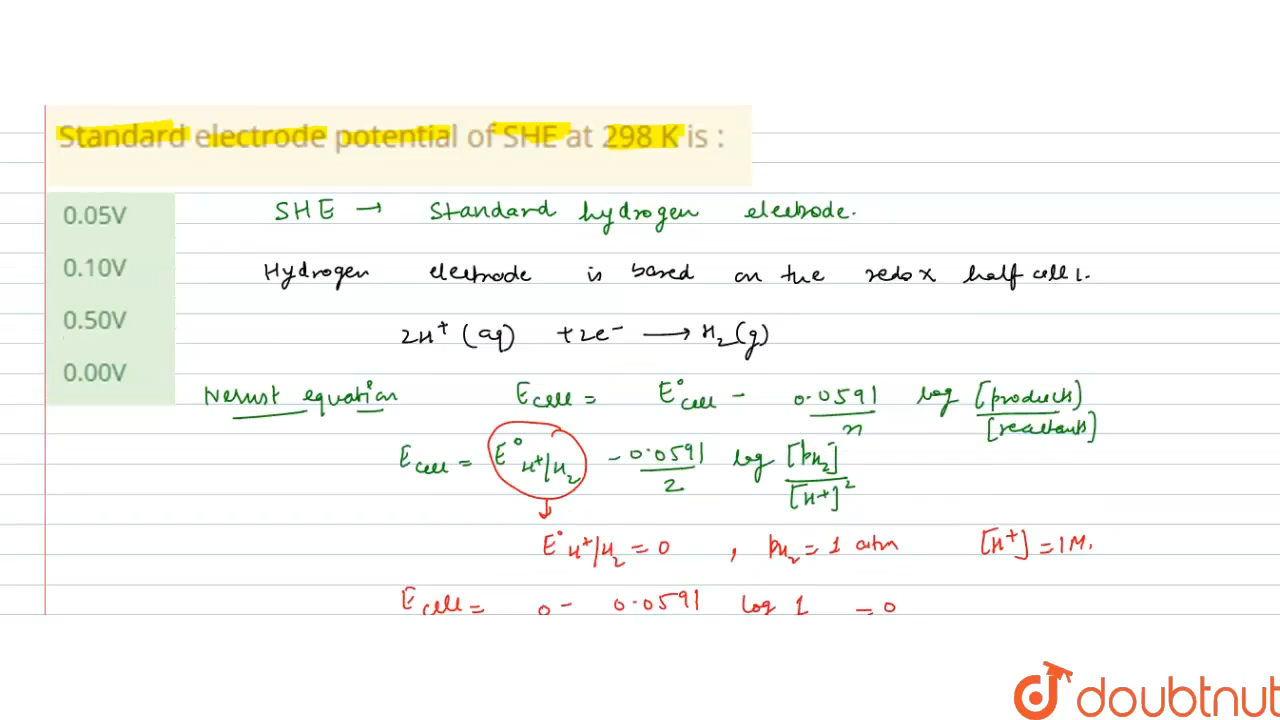 Standard electrode potential of SHE at 298 K is :
0.05V
0.10V
0.50V
0.00V
SHE → Standard hydrogen electrode.
Hydrogen electrode is based on the redox half cell.
2H⁺ (aq) + 2e⁻ → H₂(g)
Nernst equation E cell = E° cell - 0.0591/n log [products]/[reactants]
E cell = E° H⁺/H₂ - 0.0591/2 log [pH₂]/[H⁺]²
E° H⁺/H₂ = 0 , pH₂ = 1 atm [H⁺] = 1M.
E cell = 0 - 0.0591 log 1 = 0
doubtnut